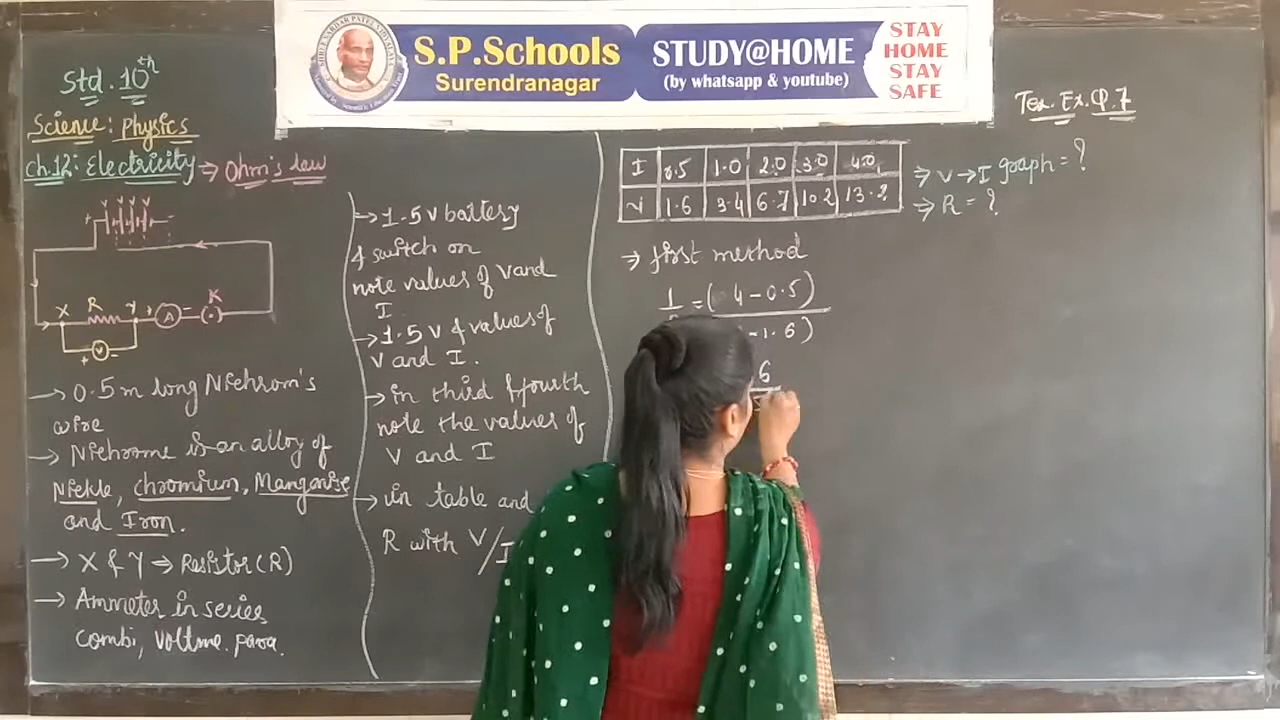 S.P.Schools
Surendranagar
STUDY@HOME
(by whatsapp & youtube)
STAY
HOME
STAY
SAFE
Std. 10th
Science: Physics
Ch.12: Electricity → Ohm's law
X R Y A K
V
→ 0.5 m long Nichrom's
wire
→ Nichrome is an alloy of
Nickle, chromium, Manganise
and Iron.
→ X & Y ⇒ Resistor (R)
→ Ammeter in series
combi, voltme. para.
→ 1.5 V battery
& switch on
note values of V and
I
→ 1.5 V & values of
V and I.
→ in third & fourth
note the values of
V and I
→ in table and
R with V/I
Tex. Ex. Q.7
I 0.5 1.0 2.0 3.0 4.0
V 1.6 3.4 6.7 10.2 13.2
⇒ V → I graph = ?
⇒ R = ?
⇒ first method
1 = ( 4 - 0.5)
- 1.6)
6